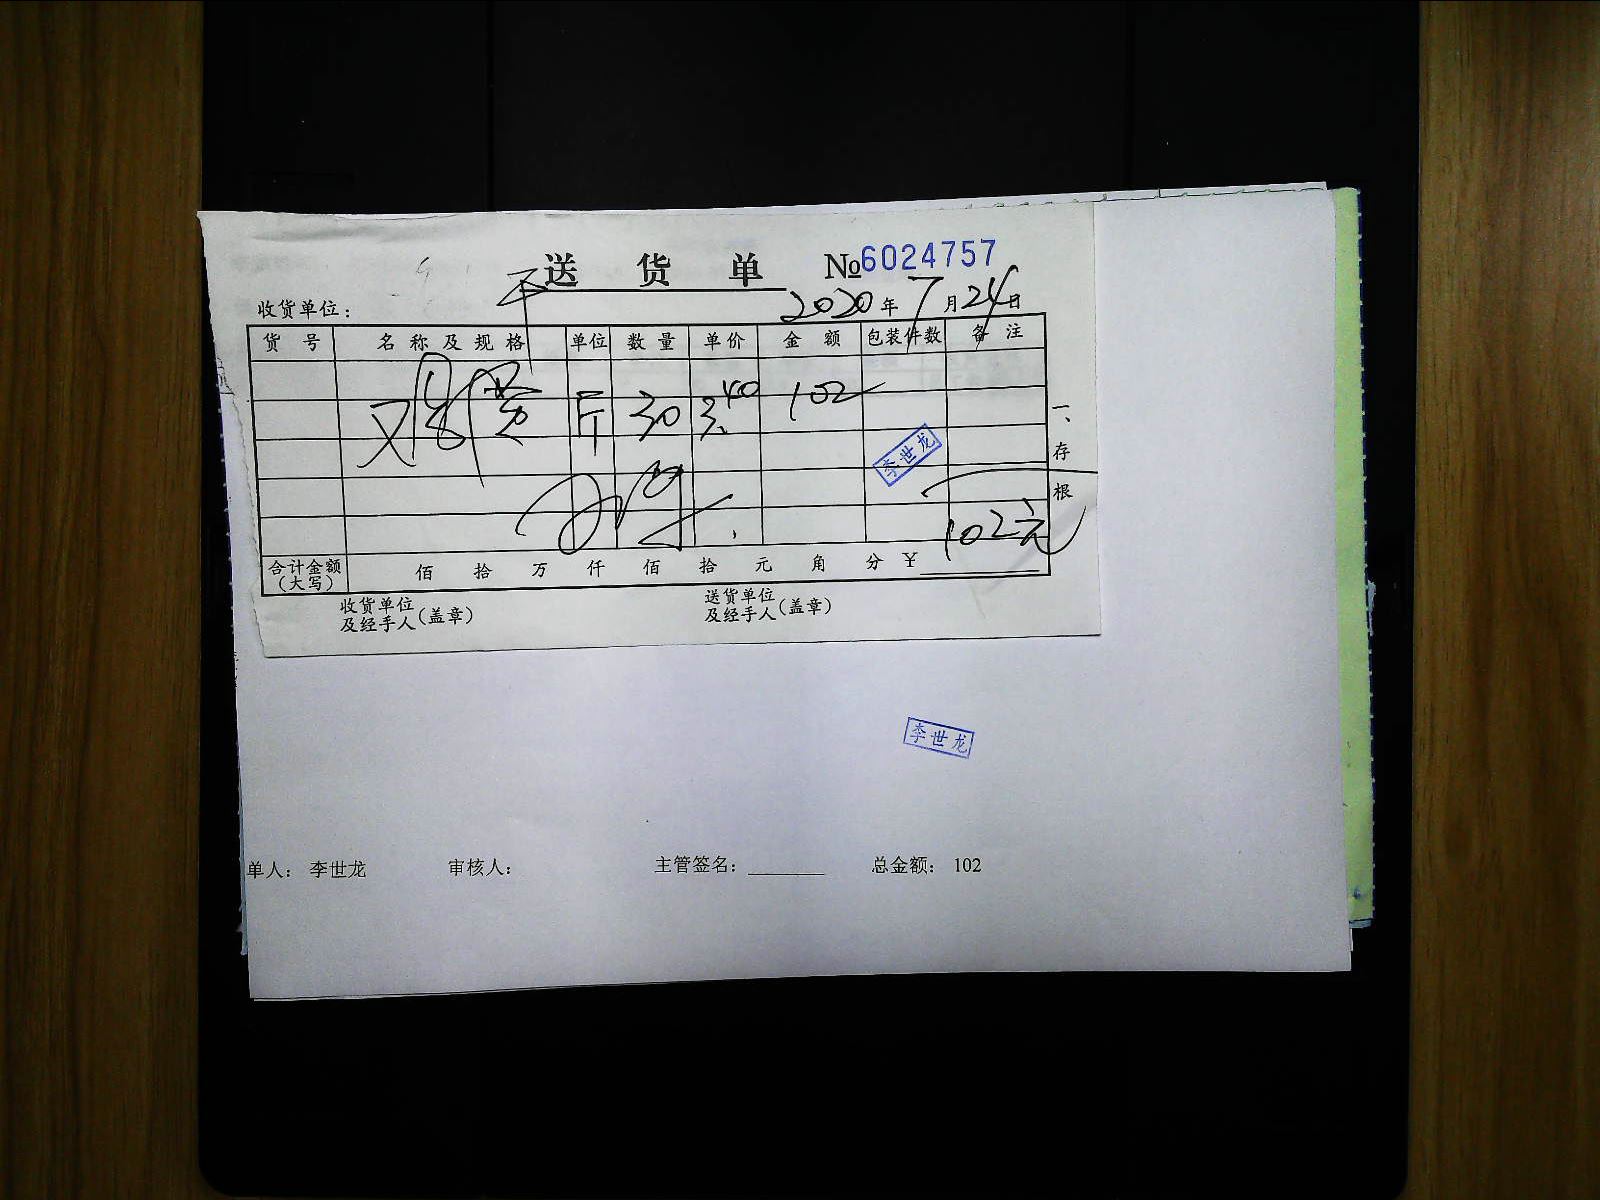 送货单 №6024757
收货单位： 2020年7月24日
货号 名称及规格 单位 数量 单价 金额 包装件数 备注
鸡蛋 斤 30 3.40 102
李世龙
102元
一、存根
合计金额（大写） 佰 拾 万 仟 佰 拾 元 角 分 ¥
收货单位及经手人（盖章） 送货单位及经手人（盖章）
李世龙
单人： 李世龙 审核人： 主管签名：________ 总金额： 102